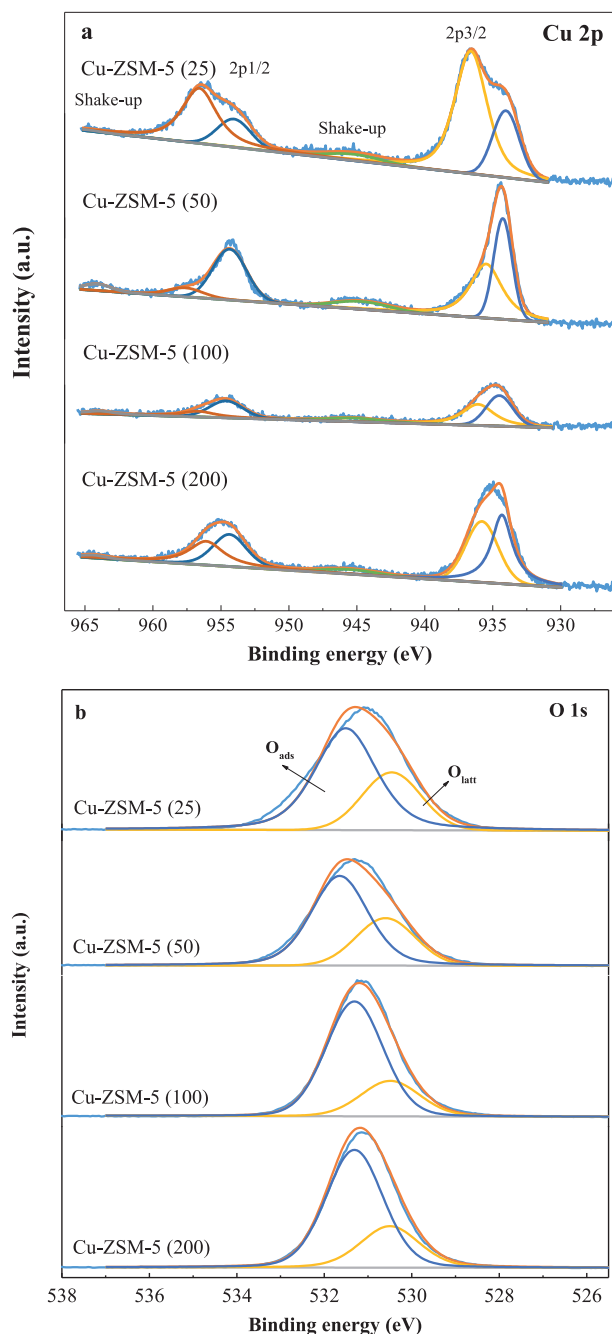 a
Cu 2p
2p3/2
Cu-ZSM-5 (25)
2p1/2
Shake-up
Shake-up
Cu-ZSM-5 (50)
Cu-ZSM-5 (100)
Cu-ZSM-5 (200)
Intensity (a.u.)
965 960 955 950 945 940 935 930
Binding energy (eV)
b
O 1s
O_ads
O_latt
Cu-ZSM-5 (25)
Cu-ZSM-5 (50)
Cu-ZSM-5 (100)
Cu-ZSM-5 (200)
Intensity (a.u.)
538 536 534 532 530 528 526
Binding energy (eV)